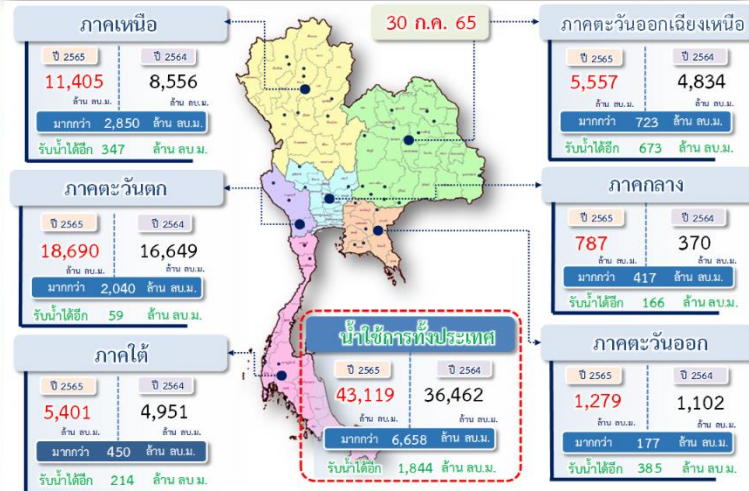 ภาคเหนือ
ปี 2565 ปี 2564
11,405 8,556
ล้าน ลบ.ม. ล้าน ลบ.ม.
มากกว่า 2,850 ล้าน ลบ.ม.
รับน้ำได้อีก 347 ล้าน ลบ ม.
30 ก.ค. 65
ภาคตะวันออกเฉียงเหนือ
ปี 2565 ปี 2564
5,557 4,834
ล้าน ลบ.ม. ล้าน ลบ.ม.
มากกว่า 723 ล้าน ลบ.ม.
รับน้ำได้อีก 673 ล้าน ลบ ม.
ภาคตะวันตก
ปี 2565 ปี 2564
18,690 16,649
ล้าน ลบ.ม. ล้าน ลบ.ม.
มากกว่า 2,040 ล้าน ลบ.ม.
รับน้ำได้อีก 59 ล้าน ลบ ม.
ภาคกลาง
ปี 2565 ปี 2564
787 370
ล้าน ลบ.ม. ล้าน ลบ.ม.
มากกว่า 417 ล้าน ลบ.ม.
รับน้ำได้อีก 166 ล้าน ลบ ม.
ภาคใต้
ปี 2565 ปี 2564
5,401 4,951
ล้าน ลบ.ม. ล้าน ลบ.ม.
มากกว่า 450 ล้าน ลบ.ม.
รับน้ำได้อีก 214 ล้าน ลบ ม.
น้ำใช้การทั้งประเทศ
ปี 2565 ปี 2564
43,119 36,462
ล้าน ลบ.ม. ล้าน ลบ.ม.
มากกว่า 6,658 ล้าน ลบ.ม.
รับน้ำได้อีก 1,844 ล้าน ลบ.ม.
ภาคตะวันออก
ปี 2565 ปี 2564
1,279 1,102
ล้าน ลบ.ม. ล้าน ลบ.ม.
มากกว่า 177 ล้าน ลบ.ม.
รับน้ำได้อีก 385 ล้าน ลบ ม.